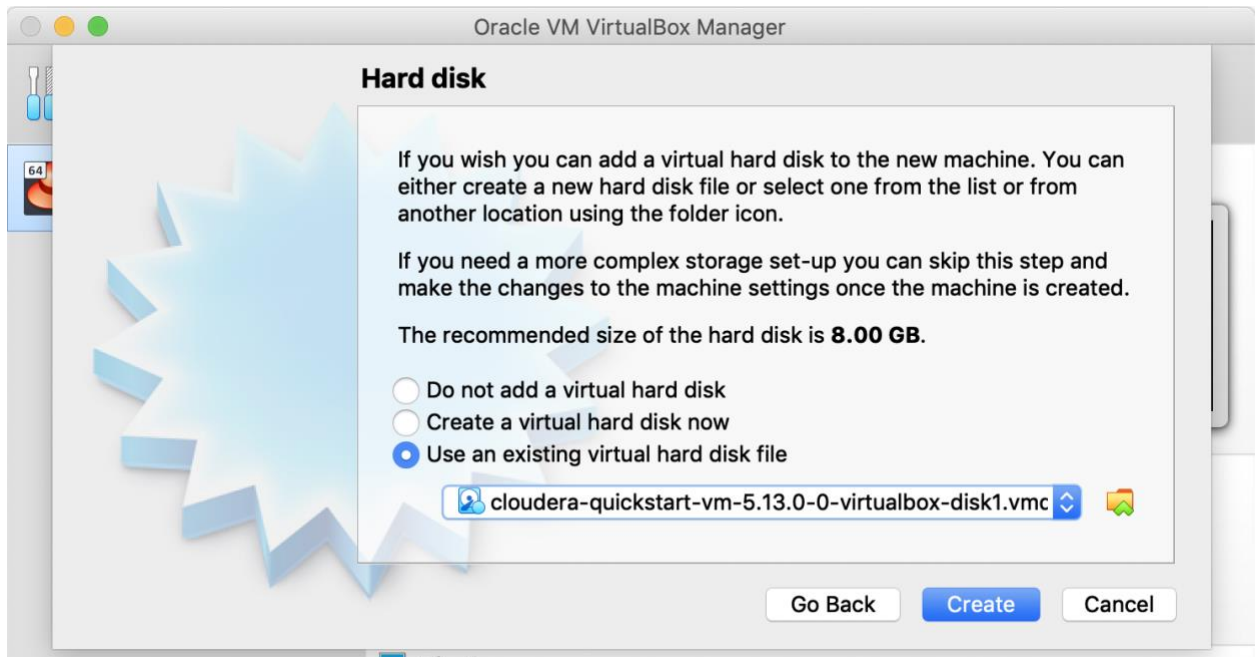 Oracle VM VirtualBox Manager
Hard disk
64
If you wish you can add a virtual hard disk to the new machine. You can
either create a new hard disk file or select one from the list or from
another location using the folder icon.
If you need a more complex storage set-up you can skip this step and
make the changes to the machine settings once the machine is created.
The recommended size of the hard disk is 8.00 GB.
Do not add a virtual hard disk
Create a virtual hard disk now
Use an existing virtual hard disk file
cloudera-quickstart-vm-5.13.0-0-virtualbox-disk1.vmc
Go Back Create Cancel